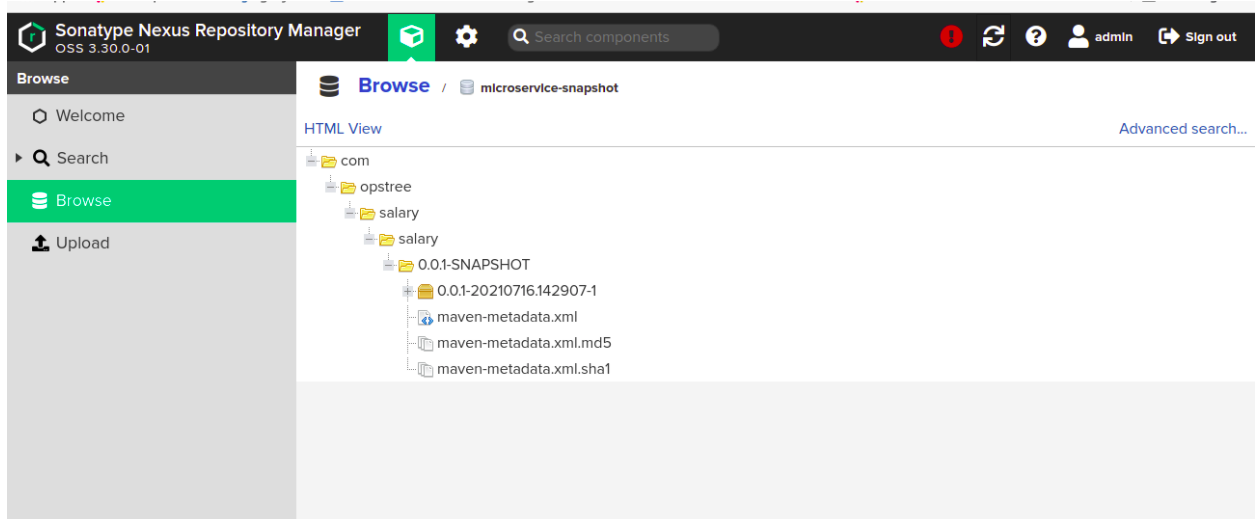 Sonatype Nexus Repository Manager
OSS 3.30.0-01
Search components
admin
Sign out
Browse
Welcome
Search
Browse
Upload
Browse / microservice-snapshot
HTML View
Advanced search...
com
opstree
salary
salary
0.0.1-SNAPSHOT
0.0.1-20210716.142907-1
maven-metadata.xml
maven-metadata.xml.md5
maven-metadata.xml.sha1